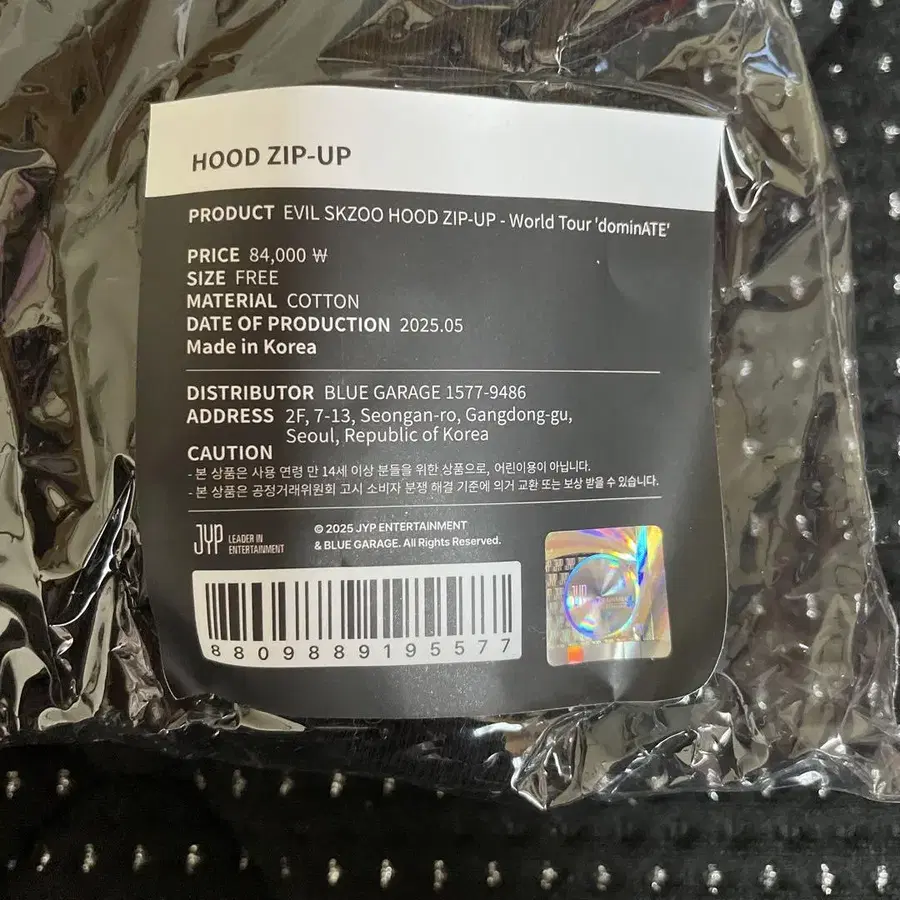 HOOD ZIP-UP
PRODUCT EVIL SKZOO HOOD ZIP-UP - World Tour 'dominATE'
PRICE 84,000 ₩
SIZE FREE
MATERIAL COTTON
DATE OF PRODUCTION 2025.05
Made in Korea
DISTRIBUTOR BLUE GARAGE 1577-9486
ADDRESS 2F, 7-13, Seongan-ro, Gangdong-gu,
Seoul, Republic of Korea
CAUTION
- 본 상품은 사용 연령 만 14세 이상 분들을 위한 상품으로, 어린이용이 아닙니다.
- 본 상품은 공정거래위원회 고시 소비자 분쟁 해결 기준에 의거 교환 또는 보상 받을 수 있습니다.
JYP LEADER IN
ENTERTAINMENT
© 2025 JYP ENTERTAINMENT
& BLUE GARAGE. All Rights Reserved.
8809889195577
JYP